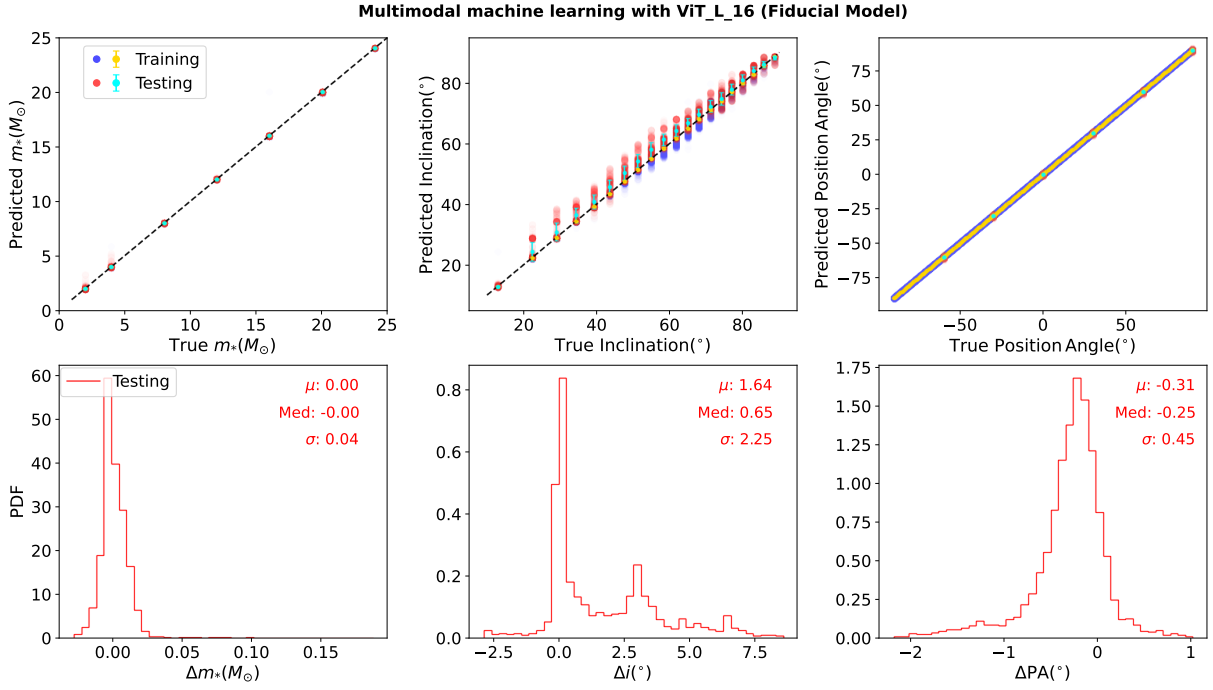 Multimodal machine learning with ViT_L_16 (Fiducial Model)
Predicted m*(M⊙)
25
20
15
10
5
0
Training
Testing
0 5 10 15 20 25
True m*(M⊙)
Predicted Inclination(°)
80
60
40
20
20 40 60 80
True Inclination(°)
Predicted Position Angle(°)
75
50
25
0
−25
−50
−75
−50 0 50
True Position Angle(°)
PDF
60
50
40
30
20
10
0
Testing
μ: 0.00
Med: -0.00
σ: 0.04
0.00 0.05 0.10 0.15
Δm*(M⊙)
0.8
0.6
0.4
0.2
0.0
μ: 1.64
Med: 0.65
σ: 2.25
−2.5 0.0 2.5 5.0 7.5
Δi(°)
1.75
1.50
1.25
1.00
0.75
0.50
0.25
0.00
μ: -0.31
Med: -0.25
σ: 0.45
−2 −1 0 1
ΔPA(°)